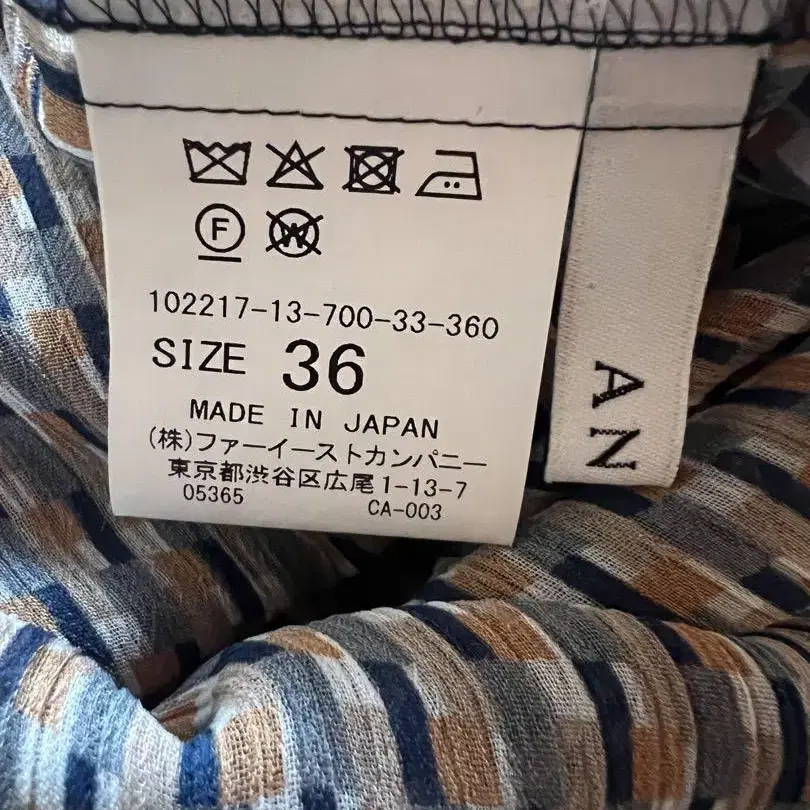 F
W
102217-13-700-33-360
SIZE 36
MADE IN JAPAN
(株)ファーイーストカンパニー
東京都渋谷区広尾1-13-7
05365 CA-003
AN